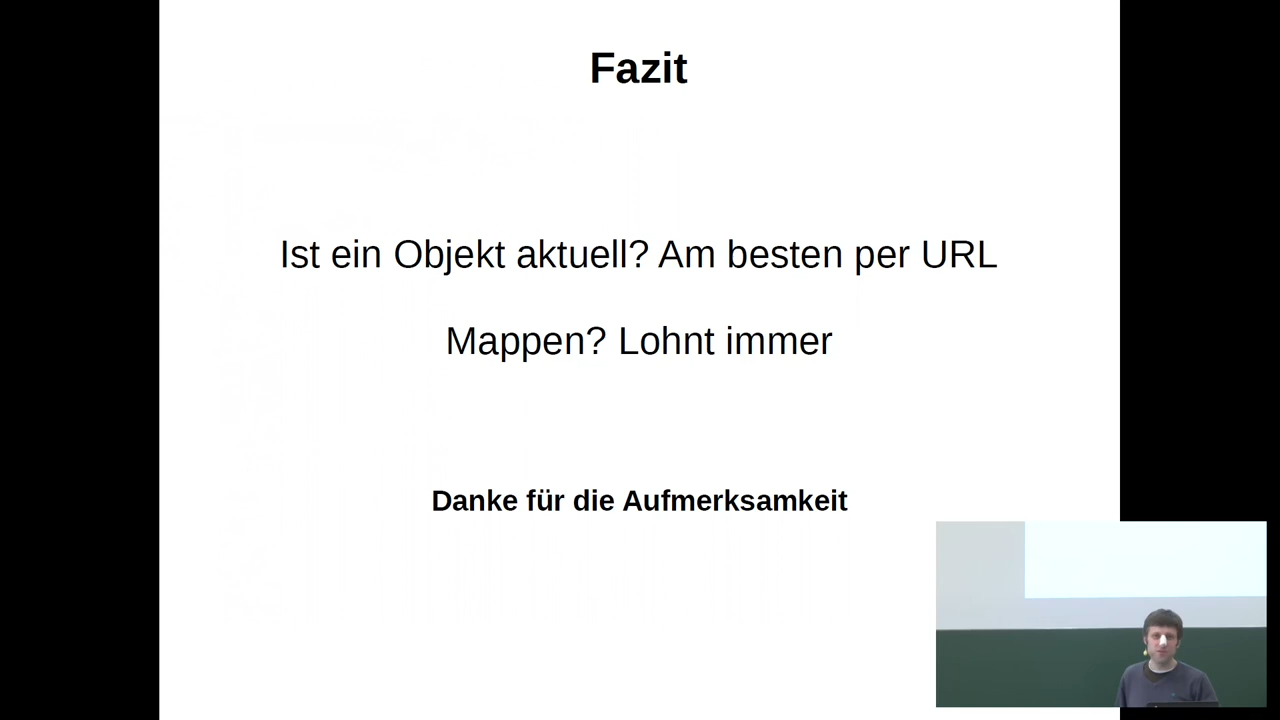 Fazit
Ist ein Objekt aktuell? Am besten per URL
Mappen? Lohnt immer
Danke für die Aufmerksamkeit